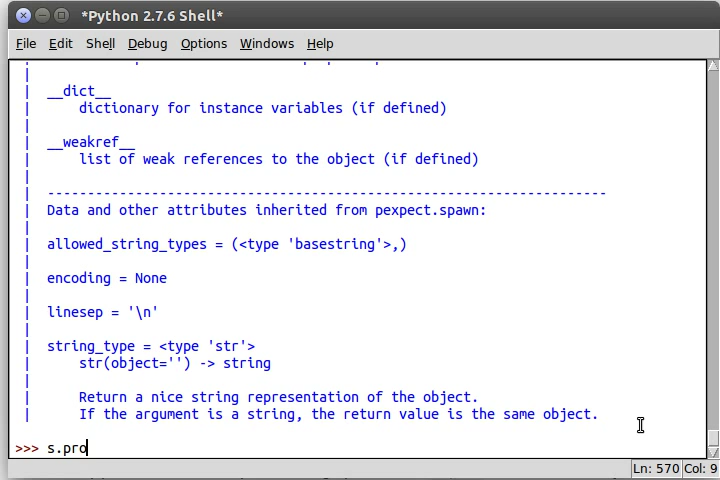 *Python 2.7.6 Shell*
File Edit Shell Debug Options Windows Help
|
| __dict__
|     dictionary for instance variables (if defined)
|
| __weakref__
|     list of weak references to the object (if defined)
|
| ----------------------------------------------------------------------
| Data and other attributes inherited from pexpect.spawn:
|
| allowed_string_types = (<type 'basestring'>,)
|
| encoding = None
|
| linesep = '\n'
|
| string_type = <type 'str'>
|     str(object='') -> string
|
|     Return a nice string representation of the object.
|     If the argument is a string, the return value is the same object.
>>> s.pro
Ln: 570 Col: 9